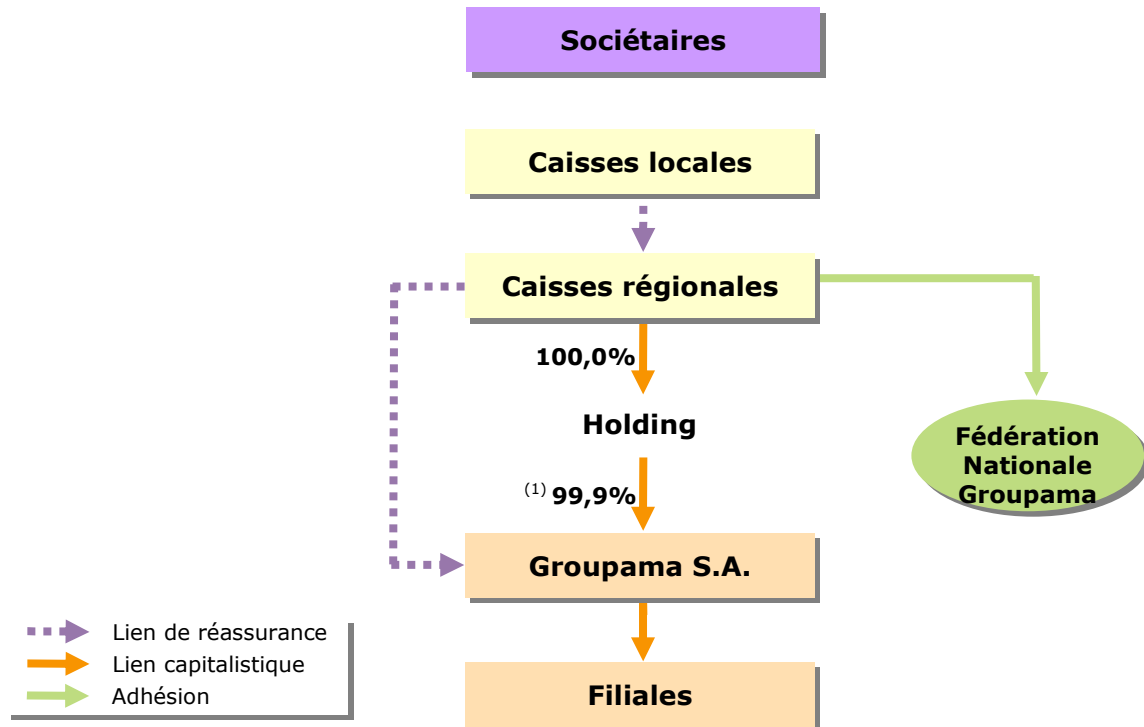 Sociétaires
Caisses locales
Caisses régionales
100,0%
Holding
Fédération
Nationale
Groupama
(1) 99,9%
Groupama S.A.
Lien de réassurance
Lien capitalistique
Adhésion
Filiales